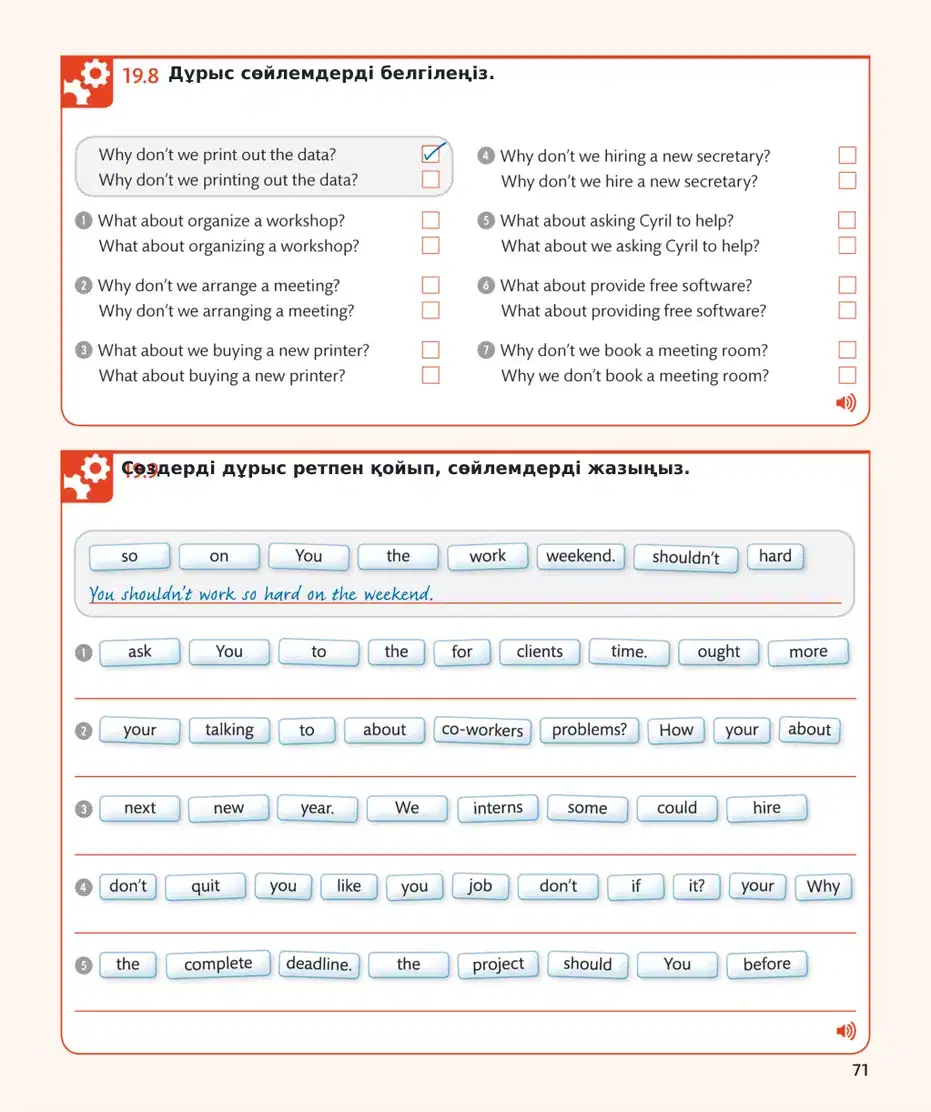 19.8 Дұрыс сөйлемдерді белгілеңіз.
Why don't we print out the data?
Why don't we printing out the data?
1 What about organize a workshop?
What about organizing a workshop?
2 Why don't we arrange a meeting?
Why don't we arranging a meeting?
3 What about we buying a new printer?
What about buying a new printer?
4 Why don't we hiring a new secretary?
Why don't we hire a new secretary?
5 What about asking Cyril to help?
What about we asking Cyril to help?
6 What about provide free software?
What about providing free software?
7 Why don't we book a meeting room?
Why we don't book a meeting room?
19.9 Сөздерді дұрыс ретпен қойып, сөйлемдерді жазыңыз.
so on You the work weekend. shouldn't hard
You shouldn't work so hard on the weekend.
1 ask You to the for clients time. ought more
2 your talking to about co-workers problems? How your about
3 next new year. We interns some could hire
4 don't quit you like you job don't if it? your Why
5 the complete deadline. the project should You before
71